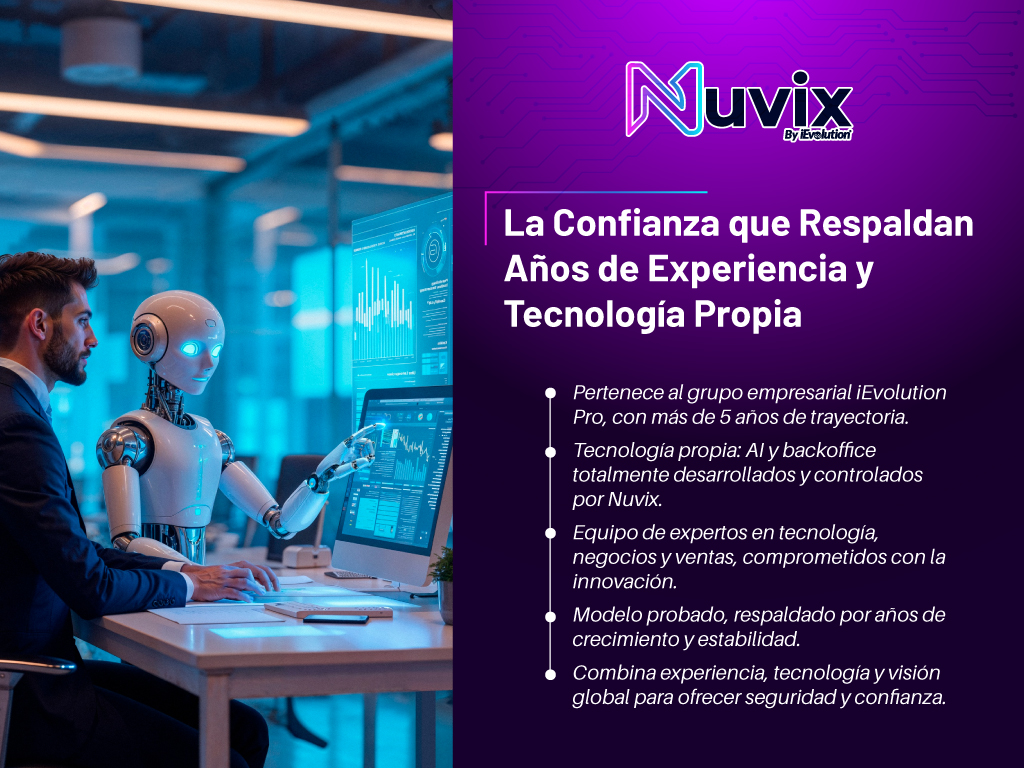 Nuvix
By iEvolution
La Confianza que Respaldan
Años de Experiencia y
Tecnología Propia
Pertenece al grupo empresarial iEvolution
Pro, con más de 5 años de trayectoria.
Tecnología propia: AI y backoffice
totalmente desarrollados y controlados
por Nuvix.
Equipo de expertos en tecnología,
negocios y ventas, comprometidos con la
innovación.
Modelo probado, respaldado por años de
crecimiento y estabilidad.
Combina experiencia, tecnología y visión
global para ofrecer seguridad y confianza.